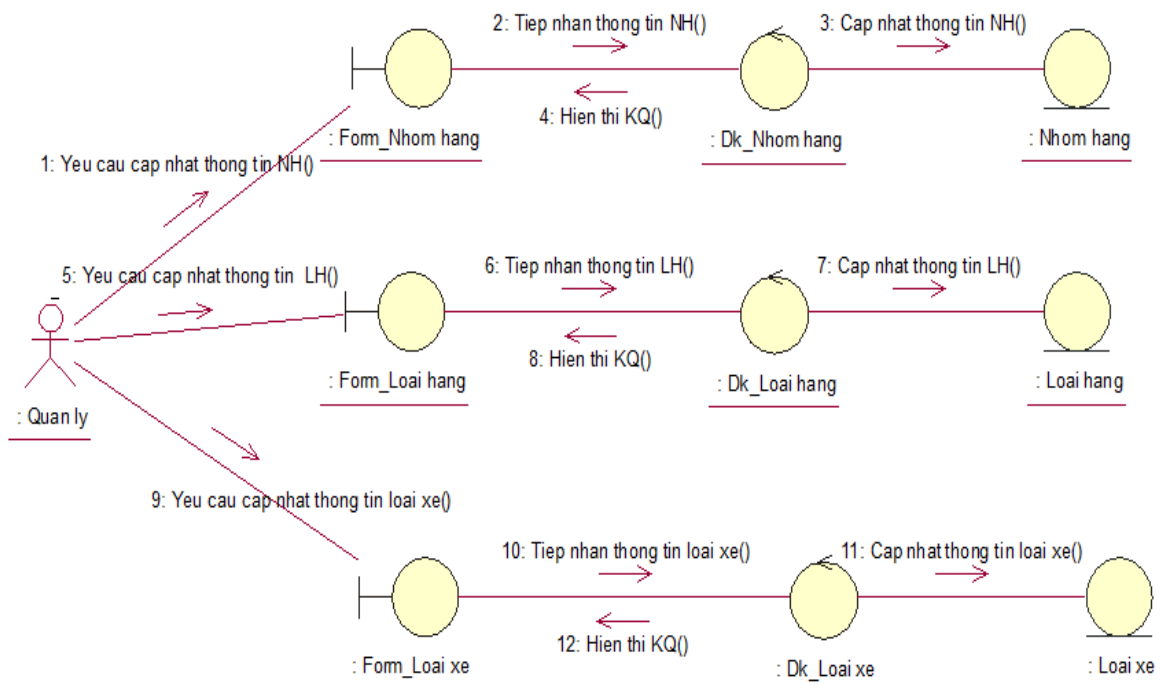 2: Tiep nhan thong tin NH()
3: Cap nhat thong tin NH()
4: Hien thi KQ()
: Form_Nhom hang
: Dk_Nhom hang
: Nhom hang
1: Yeu cau cap nhat thong tin NH()
5: Yeu cau cap nhat thong tin LH()
6: Tiep nhan thong tin LH()
7: Cap nhat thong tin LH()
8: Hien thi KQ()
: Form_Loai hang
: Dk_Loai hang
: Loai hang
: Quan ly
9: Yeu cau cap nhat thong tin loai xe()
10: Tiep nhan thong tin loai xe()
11: Cap nhat thong tin loai xe()
12: Hien thi KQ()
: Form_Loai xe
: Dk_Loai xe
: Loai xe